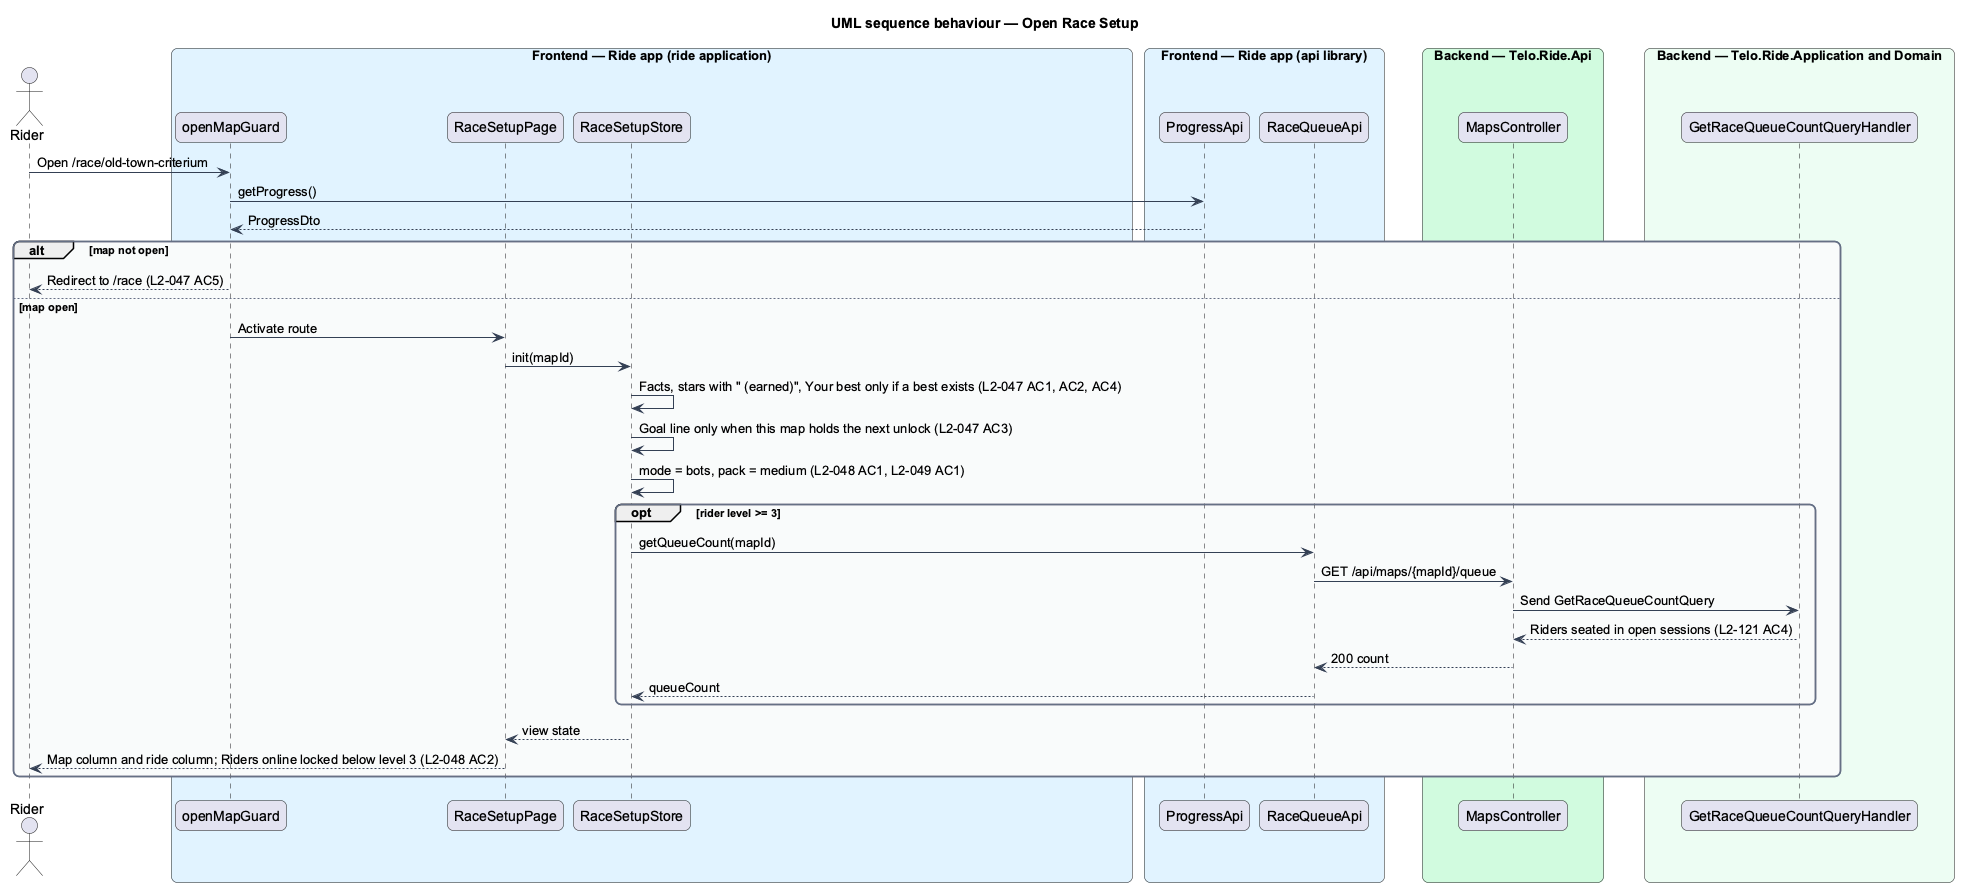 UML sequence behaviour — Open Race Setup
Frontend — Ride app (ride application)
Frontend — Ride app (api library)
Backend — Telo.Ride.Api
Backend — Telo.Ride.Application and Domain
Rider
openMapGuard
RaceSetupPage
RaceSetupStore
ProgressApi
RaceQueueApi
MapsController
GetRaceQueueCountQueryHandler
Open /race/old-town-criterium
getProgress()
ProgressDto
alt
[map not open]
Redirect to /race (L2-047 AC5)
[map open]
Activate route
init(mapId)
Facts, stars with " (earned)", Your best only if a best exists (L2-047 AC1, AC2, AC4)
Goal line only when this map holds the next unlock (L2-047 AC3)
mode = bots, pack = medium (L2-048 AC1, L2-049 AC1)
opt
[rider level >= 3]
getQueueCount(mapId)
GET /api/maps/{mapId}/queue
Send GetRaceQueueCountQuery
Riders seated in open sessions (L2-121 AC4)
200 count
queueCount
view state
Map column and ride column; Riders online locked below level 3 (L2-048 AC2)
Rider
openMapGuard
RaceSetupPage
RaceSetupStore
ProgressApi
RaceQueueApi
MapsController
GetRaceQueueCountQueryHandler